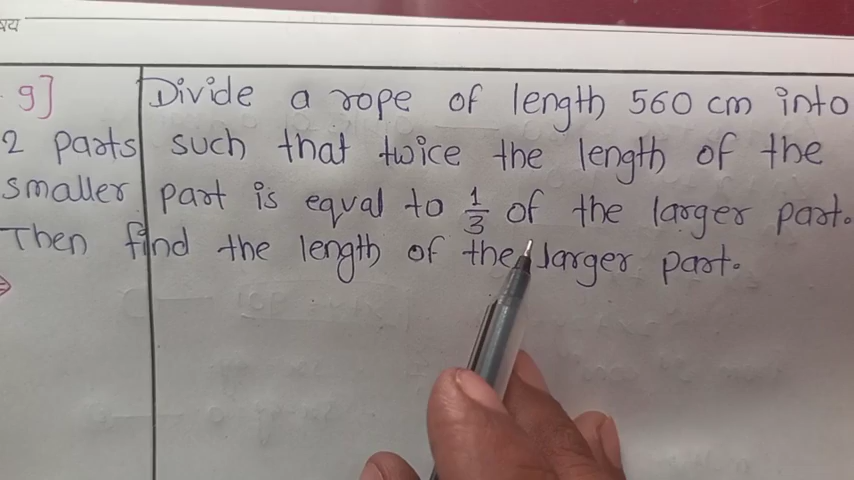 षय
9] Divide a rope of length 560 cm into
2 parts such that twice the length of the
smaller part is equal to 1/3 of the larger part.
Then find the length of the larger part.